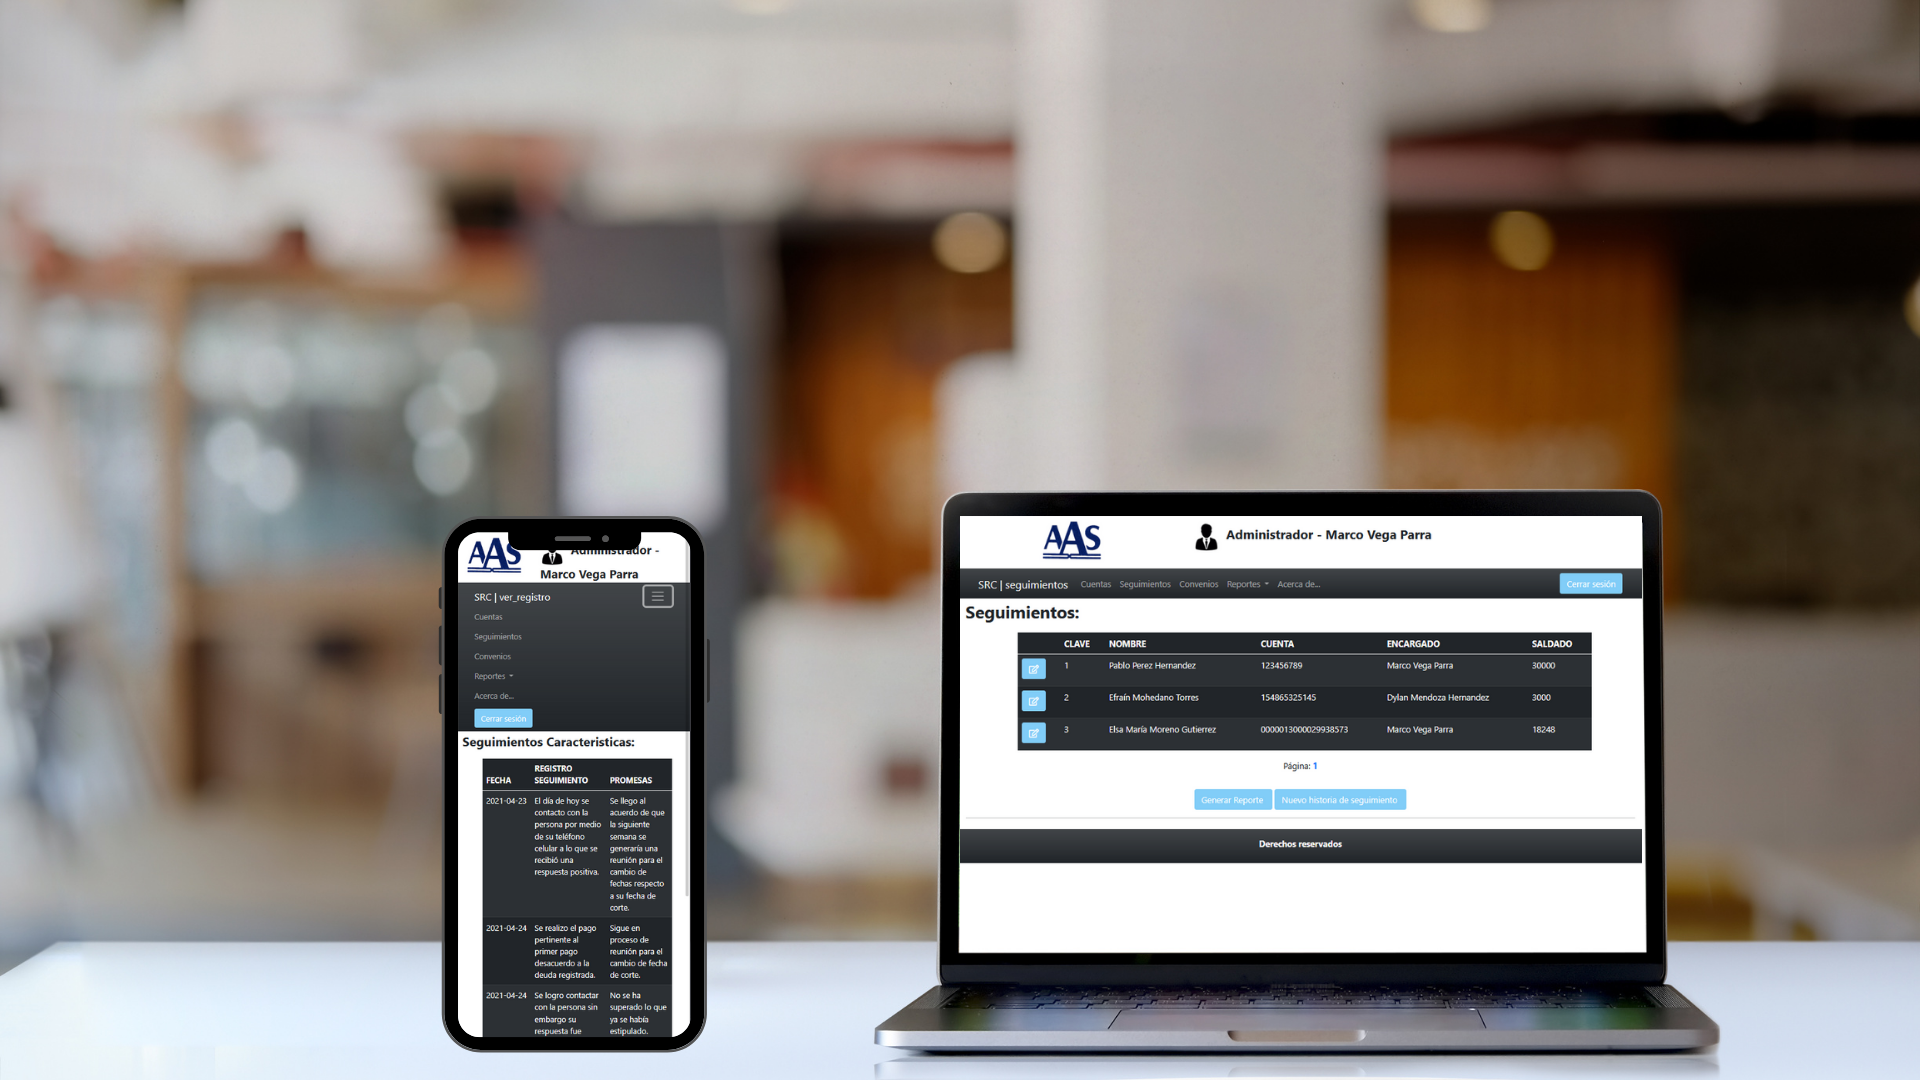 AAS
Administrador -
Marco Vega Parra
SRC | ver_registro
Cuentas
Seguimientos
Convenios
Reportes
Acerca de...
Cerrar sesión
Seguimientos Caracteristicas:
FECHA REGISTRO SEGUIMIENTO PROMESAS
2021-04-23
El día de hoy se
contacto con la
persona por medio
de su teléfono
celular a lo que se
recibió una
respuesta positiva.
Se llego al
acuerdo de que
la siguiente
semana se
generaría una
reunión para el
cambio de
fechas respecto
a su fecha de
corte.
2021-04-24
Se realizo el pago
pertinente al
primer pago
desacuerdo a la
deuda registrada.
Sigue en
proceso de
reunión para el
cambio de fecha
de corte.
2021-04-24
Se logro contactar
con la persona sin
embargo su
respuesta fue
No se ha
superado lo que
ya se había
estipulado.
AAS
Administrador - Marco Vega Parra
SRC | seguimientos Cuentas Seguimientos Convenios Reportes Acerca de... Cerrar sesión
Seguimientos:
CLAVE NOMBRE CUENTA ENCARGADO SALDADO
1 Pablo Perez Hernandez 123456789 Marco Vega Parra 30000
2 Efraín Mohedano Torres 154865325145 Dylan Mendoza Hernandez 3000
3 Elsa María Moreno Gutierrez 0000013000029938573 Marco Vega Parra 18248
Página: 1
Generar Reporte Nuevo historia de seguimiento
Derechos reservados